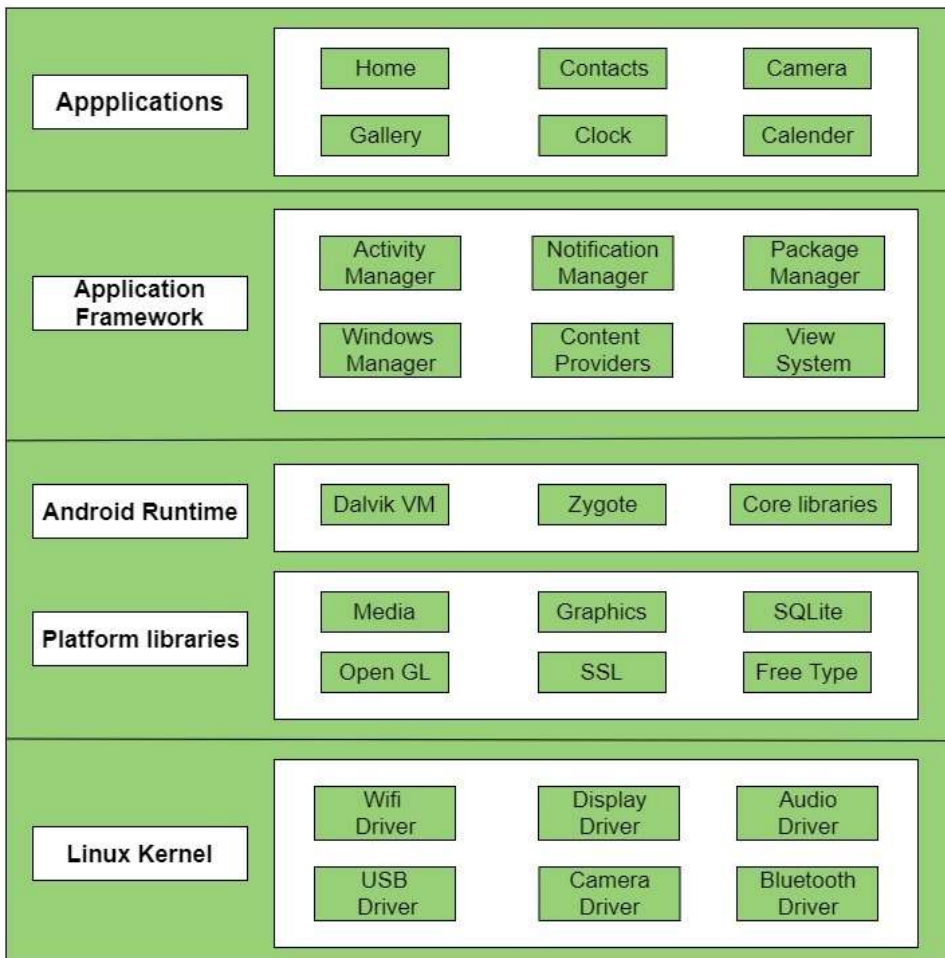 Appplications
Home
Contacts
Camera
Gallery
Clock
Calender
Application
Framework
Activity
Manager
Notification
Manager
Package
Manager
Windows
Manager
Content
Providers
View
System
Android Runtime
Dalvik VM
Zygote
Core libraries
Platform libraries
Media
Graphics
SQLite
Open GL
SSL
Free Type
Linux Kernel
Wifi
Driver
Display
Driver
Audio
Driver
USB
Driver
Camera
Driver
Bluetooth
Driver